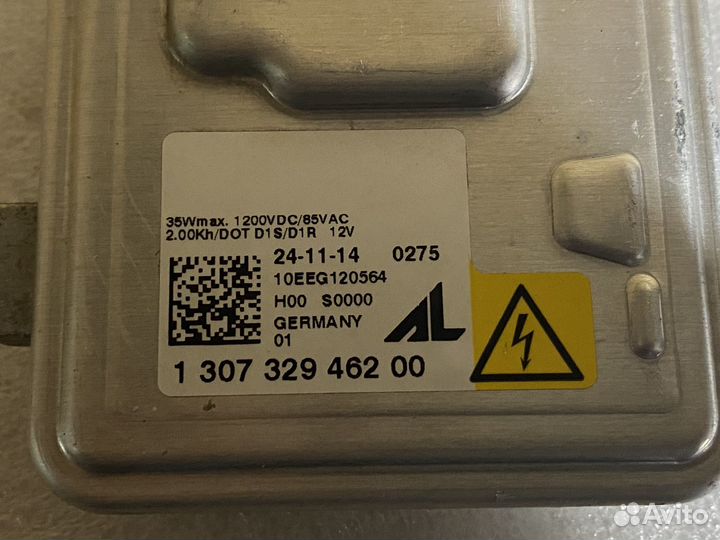 35Wmax. 1200VDC/85VAC
2.00Kh/DOT D1S/D1R 12V
24-11-14 0275
10EEG120564
H00 S0000
GERMANY
01
AL
1 307 329 462 00
Avito